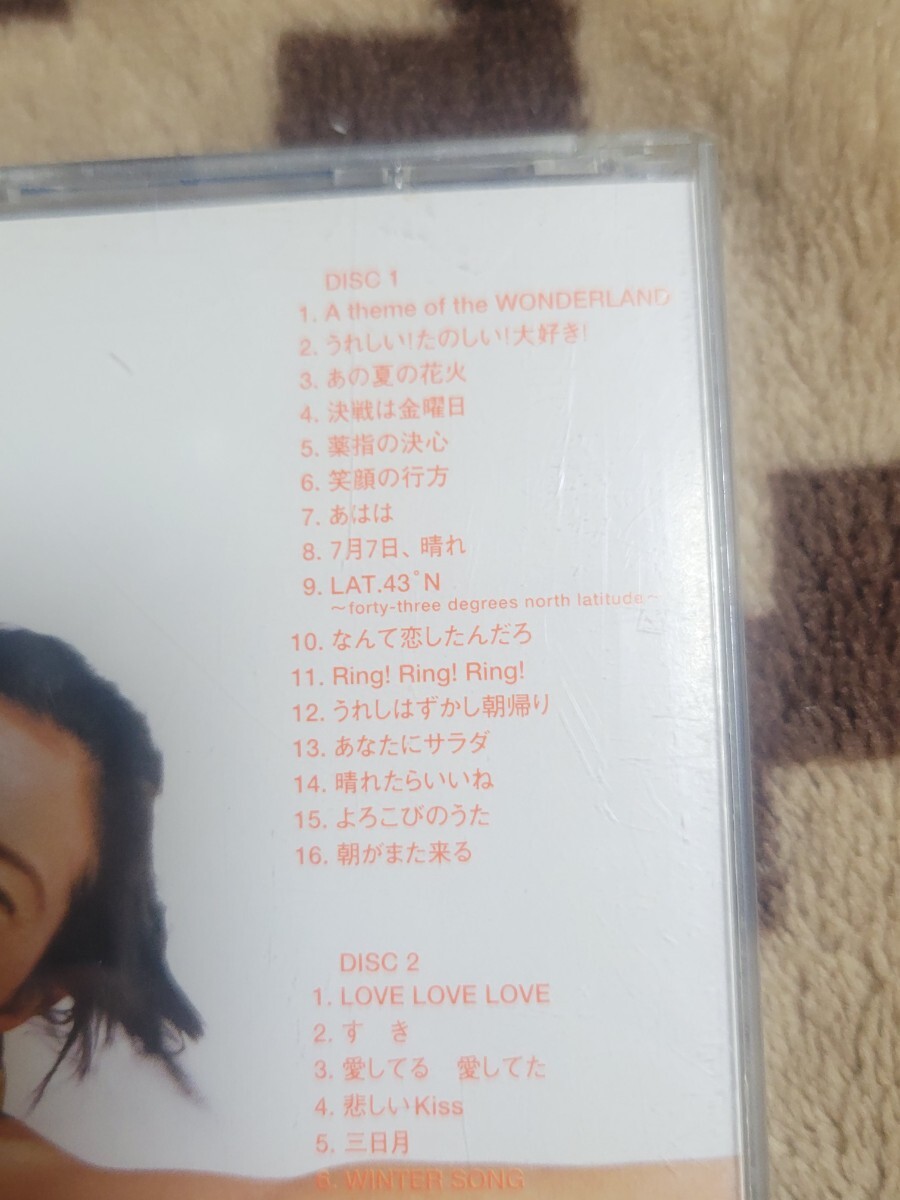 DISC 1
1. A theme of the WONDERLAND
2. うれしい!たのしい!大好き!
3. あの夏の花火
4. 決戦は金曜日
5. 薬指の決心
6. 笑顔の行方
7. あはは
8. 7月7日、晴れ
9. LAT.43°N
～forty-three degrees north latitude～
10. なんて恋したんだろ
11. Ring! Ring! Ring!
12. うれしはずかし朝帰り
13. あなたにサラダ
14. 晴れたらいいね
15. よろこびのうた
16. 朝がまた来る
DISC 2
1. LOVE LOVE LOVE
2. す　き
3. 愛してる　愛してた
4. 悲しいKiss
5. 三日月
6. WINTER SONG